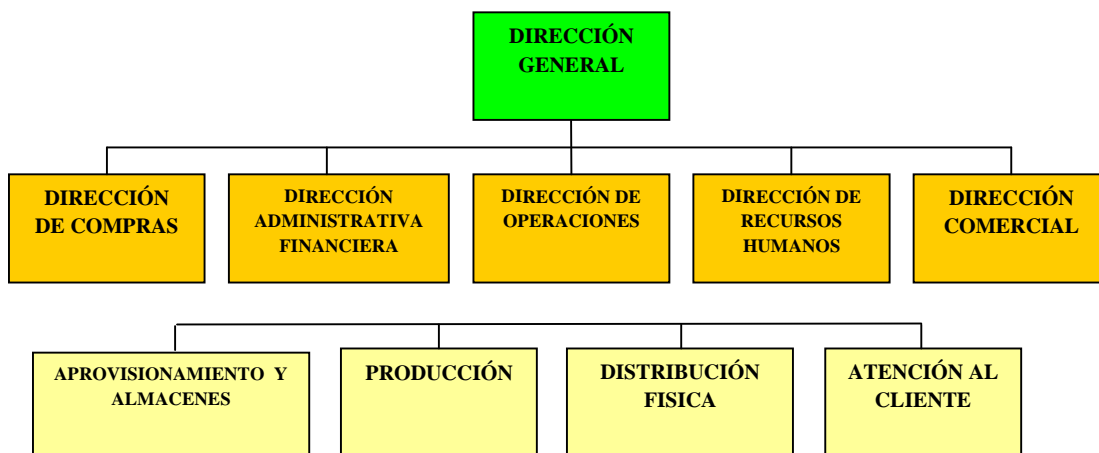 DIRECCIÓN
GENERAL
DIRECCIÓN
DE COMPRAS
DIRECCIÓN
ADMINISTRATIVA
FINANCIERA
DIRECCIÓN DE
OPERACIONES
DIRECCIÓN DE
RECURSOS
HUMANOS
DIRECCIÓN
COMERCIAL
APROVISIONAMIENTO Y
ALMACENES
PRODUCCIÓN
DISTRIBUCIÓN
FISICA
ATENCIÓN AL
CLIENTE